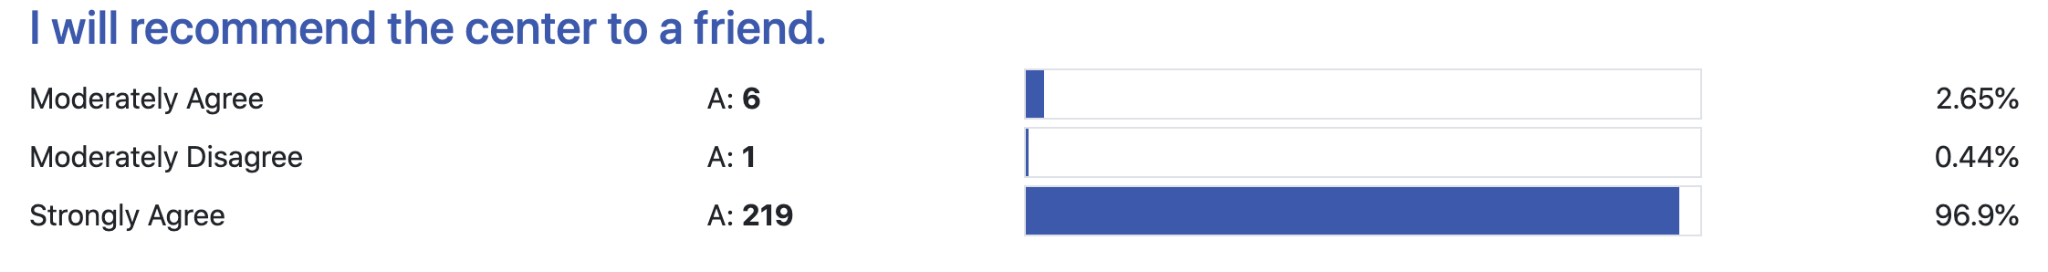 I will recommend the center to a friend.
Moderately Agree A: 6 2.65%
Moderately Disagree A: 1 0.44%
Strongly Agree A: 219 96.9%